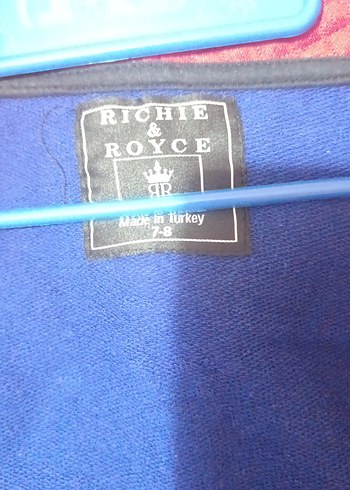 RICHIE
&
ROYCE
RR
Made in Turkey
7-8